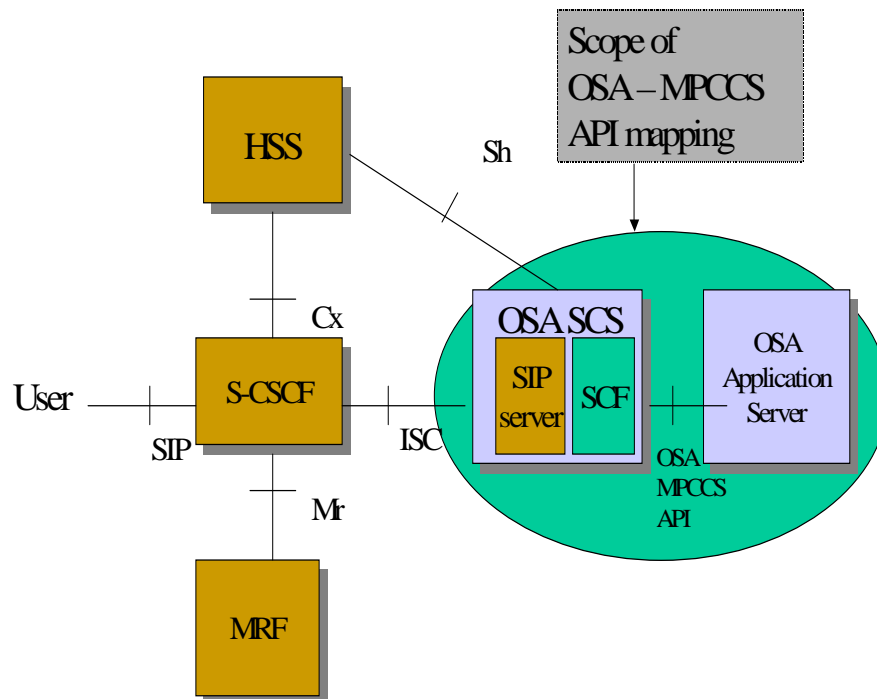 Scope of
OSA – MPCCS
API mapping
HSS
Sh
Cx
OSA SCS
SIP
server
SCF
OSA
Application
Server
User
S-CSCF
SIP
ISC
OSA
MPCCS
API
Mr
MRF